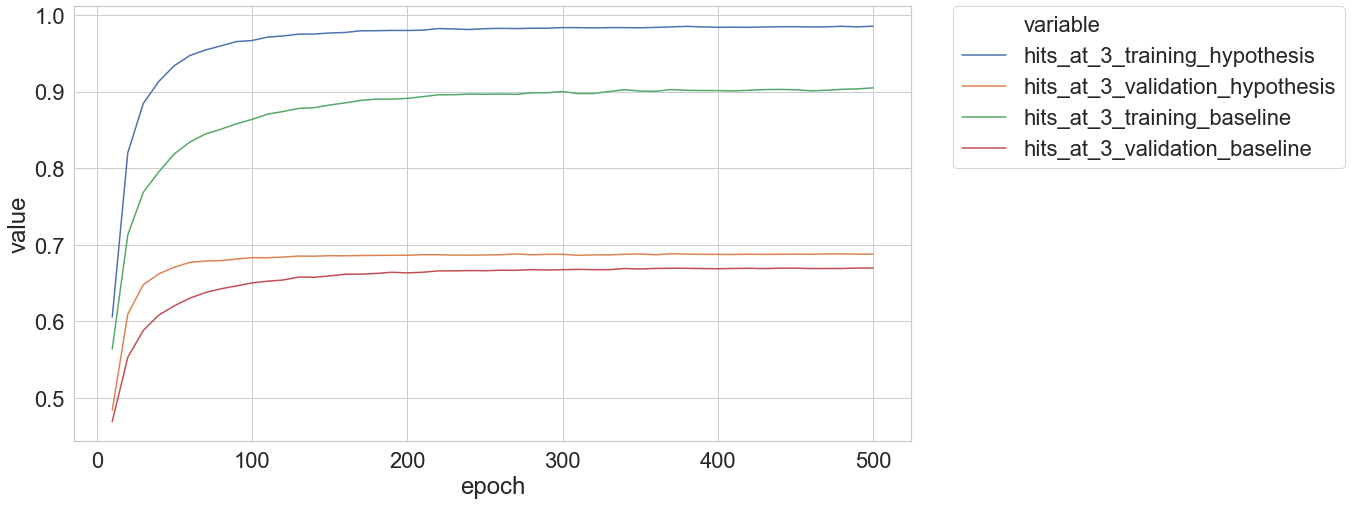 1.0
0.9
0.8
0.7
0.6
0.5
value
0 100 200 300 400 500
epoch
variable
hits_at_3_training_hypothesis
hits_at_3_validation_hypothesis
hits_at_3_training_baseline
hits_at_3_validation_baseline